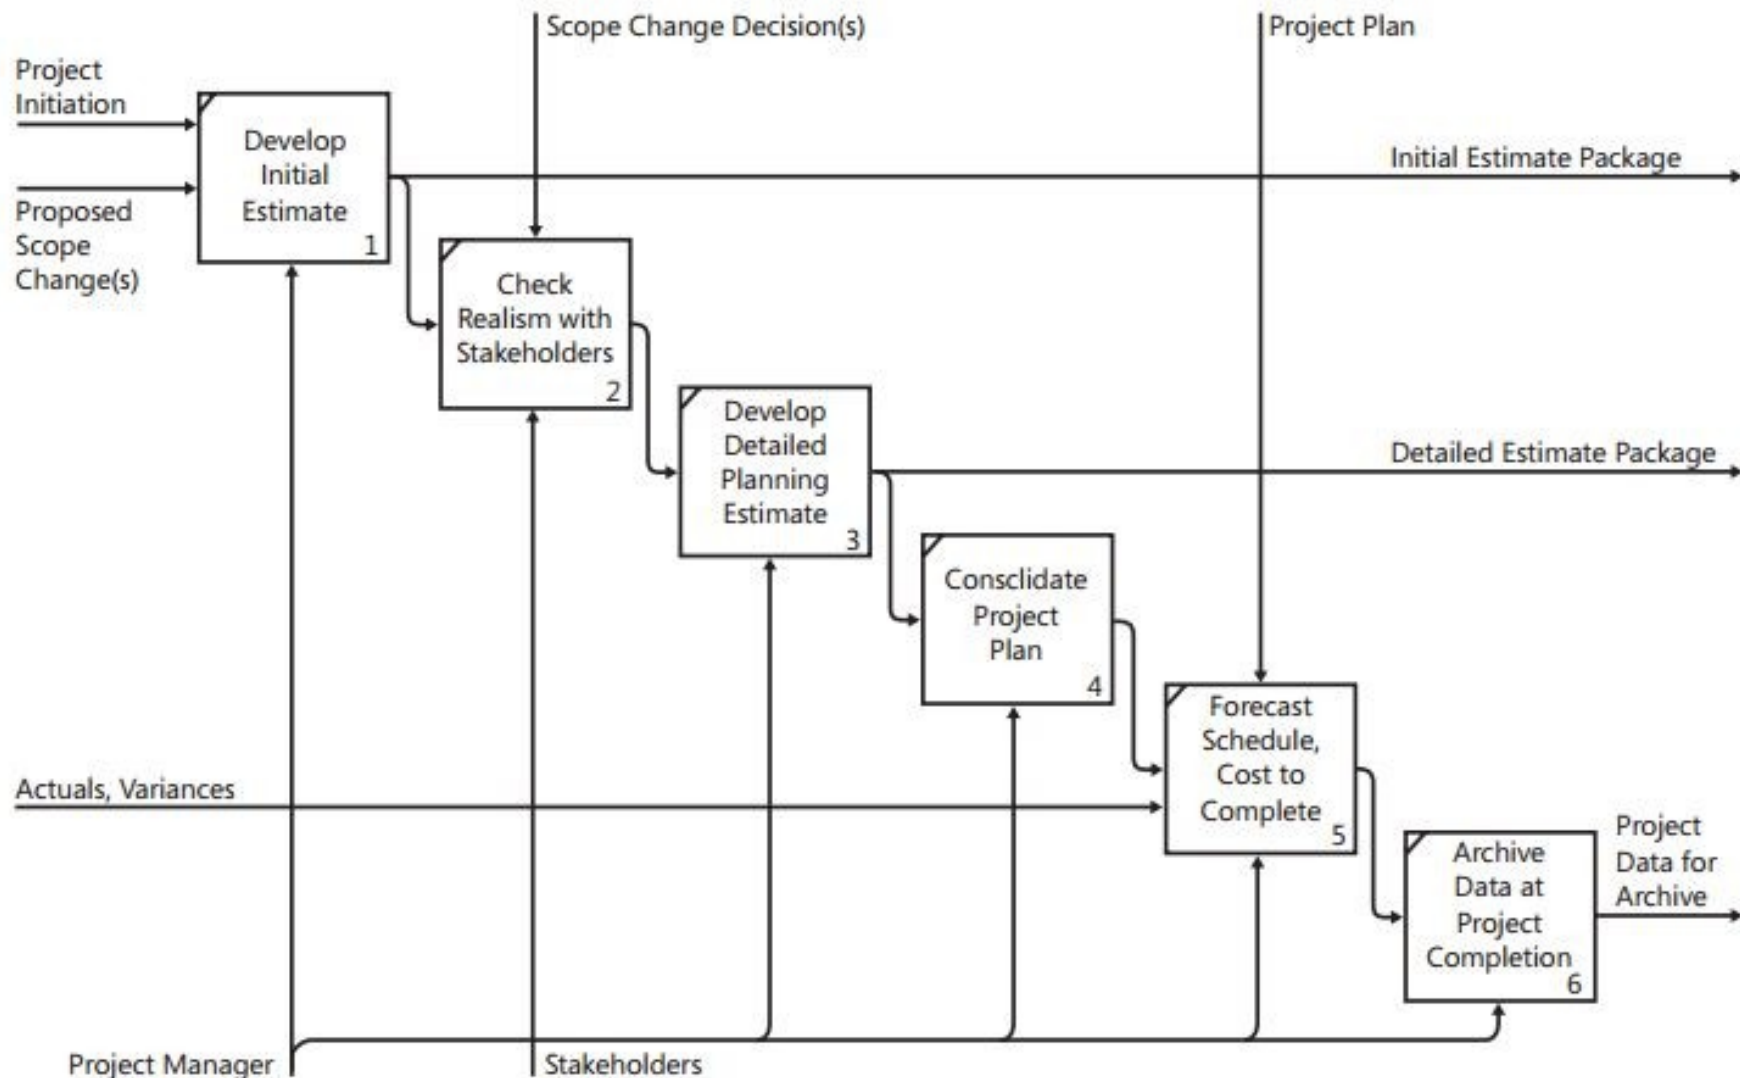 Scope Change Decision(s)
Project Plan
Project
Initiation
Develop
Initial
Estimate
1
Initial Estimate Package
Proposed
Scope
Change(s)
Check
Realism with
Stakeholders
2
Develop
Detailed
Planning
Estimate
3
Detailed Estimate Package
Consclidate
Project
Plan
4
Forecast
Schedule,
Cost to
Complete
5
Actuals, Variances
Archive
Data at
Project
Completion
6
Project
Data for
Archive
Project Manager
Stakeholders